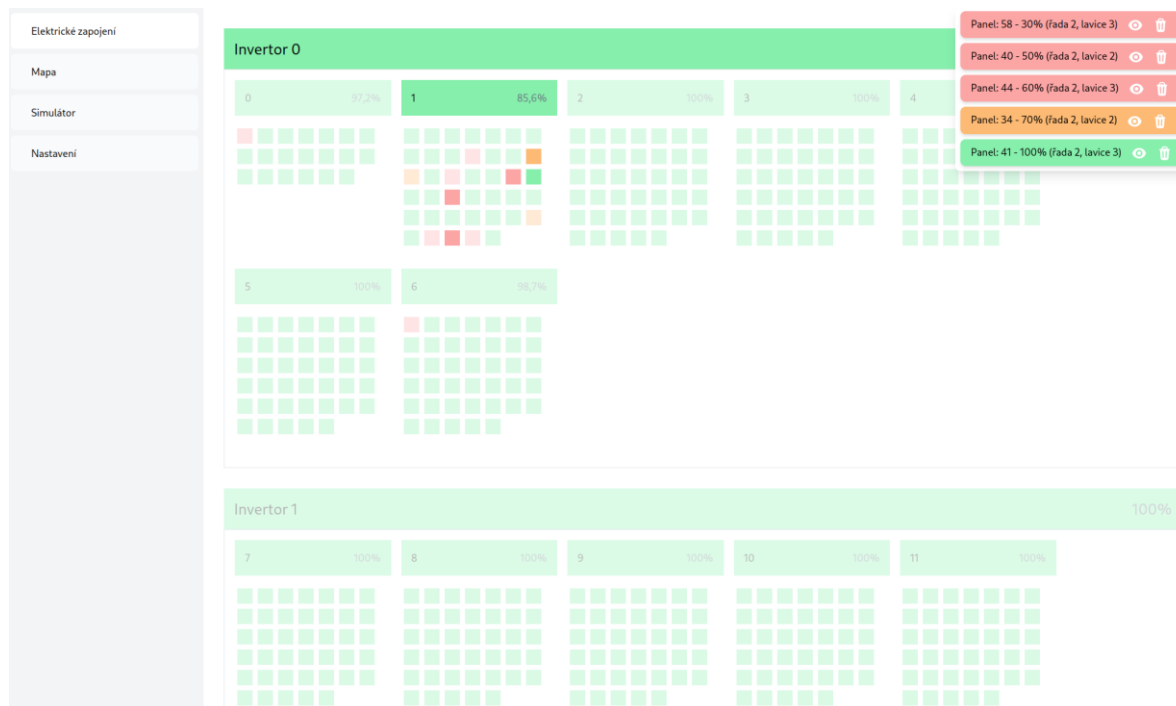 Elektrické zapojení
Mapa
Simulátor
Nastavení
Invertor 0
0 97,2%
1 85,6%
2 100%
3 100%
4
5 100%
6 98,7%
Invertor 1 100%
7 100%
8 100%
9 100%
10 100%
11 100%
Panel: 58 - 30% (řada 2, lavice 3)
Panel: 40 - 50% (řada 2, lavice 2)
Panel: 44 - 60% (řada 2, lavice 3)
Panel: 34 - 70% (řada 2, lavice 2)
Panel: 41 - 100% (řada 2, lavice 3)